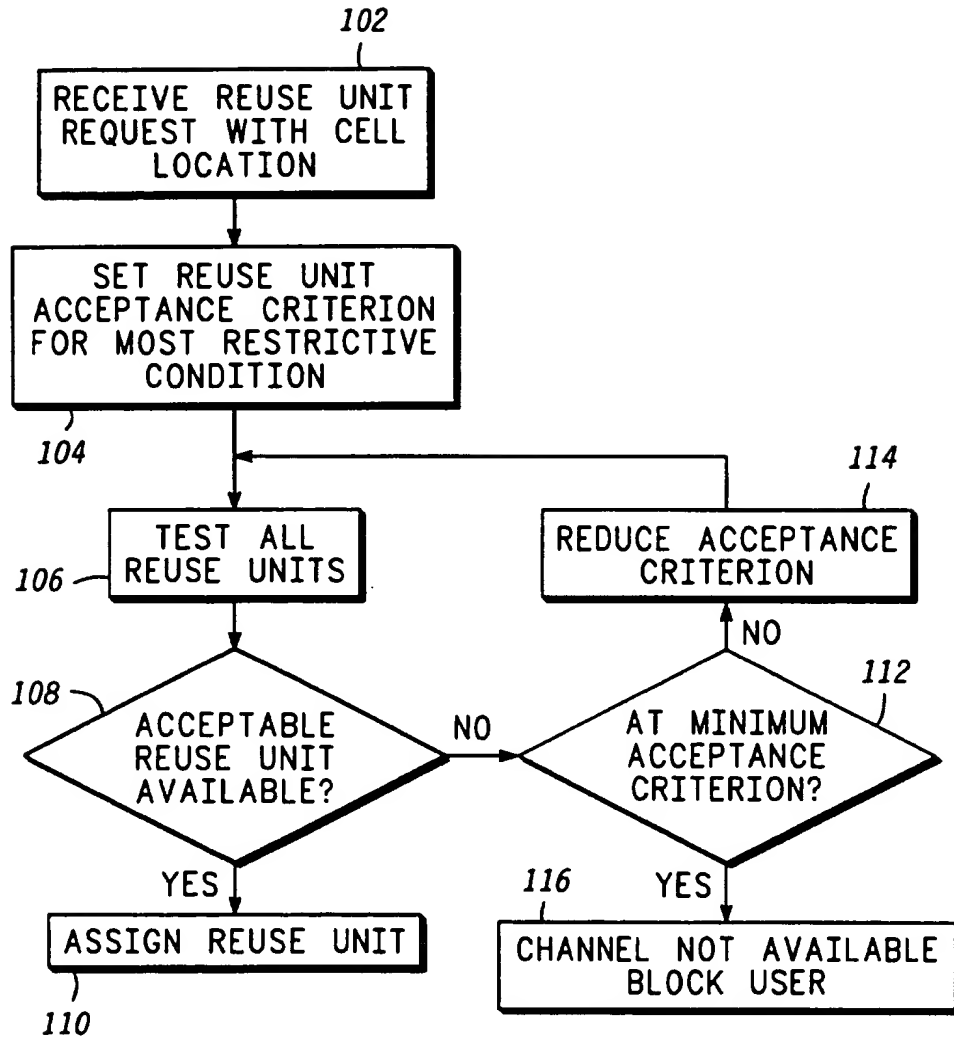 102
RECEIVE REUSE UNIT
REQUEST WITH CELL
LOCATION
SET REUSE UNIT
ACCEPTANCE CRITERION
FOR MOST RESTRICTIVE
CONDITION
104
114
TEST ALL
REUSE UNITS
106
REDUCE ACCEPTANCE
CRITERION
NO
108
112
ACCEPTABLE
REUSE UNIT
AVAILABLE?
NO
AT MINIMUM
ACCEPTANCE
CRITERION?
YES
116
YES
ASSIGN REUSE UNIT
110
CHANNEL NOT AVAILABLE
BLOCK USER